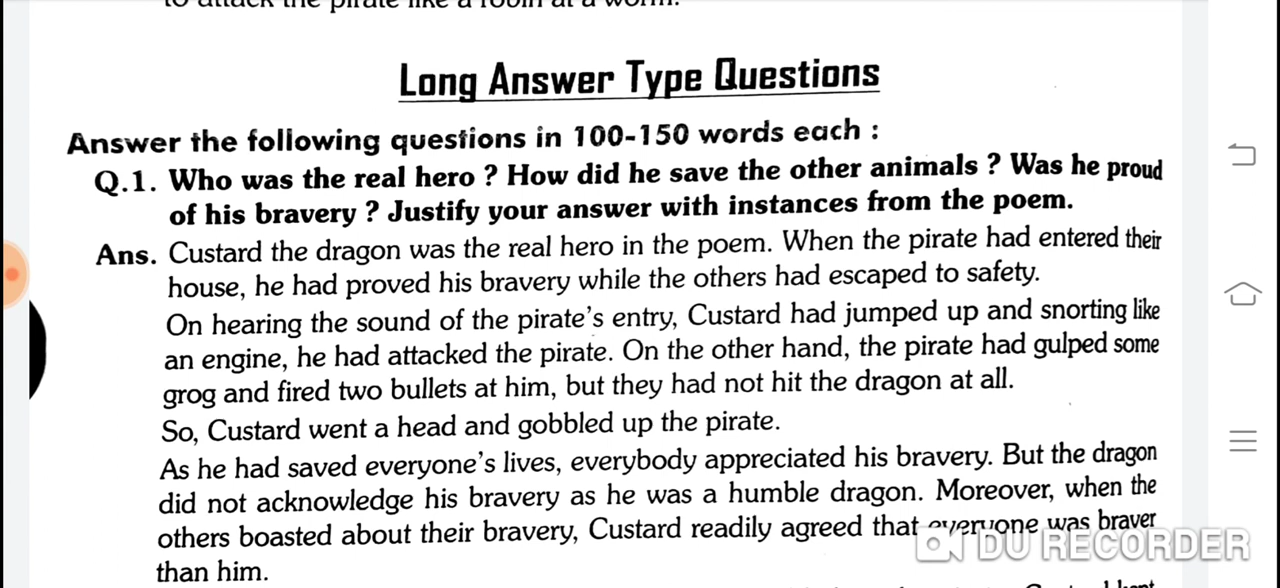 to attack the pirate like a robin at a worm.
Long Answer Type Questions
Answer the following questions in 100-150 words each :
Q.1. Who was the real hero ? How did he save the other animals ? Was he proud
of his bravery ? Justify your answer with instances from the poem.
Ans. Custard the dragon was the real hero in the poem. When the pirate had entered their
house, he had proved his bravery while the others had escaped to safety.
On hearing the sound of the pirate's entry, Custard had jumped up and snorting like
an engine, he had attacked the pirate. On the other hand, the pirate had gulped some
grog and fired two bullets at him, but they had not hit the dragon at all.
So, Custard went a head and gobbled up the pirate.
As he had saved everyone's lives, everybody appreciated his bravery. But the dragon
did not acknowledge his bravery as he was a humble dragon. Moreover, when the
others boasted about their bravery, Custard readily agreed that everyone was braver
DU RECORDER
than him.